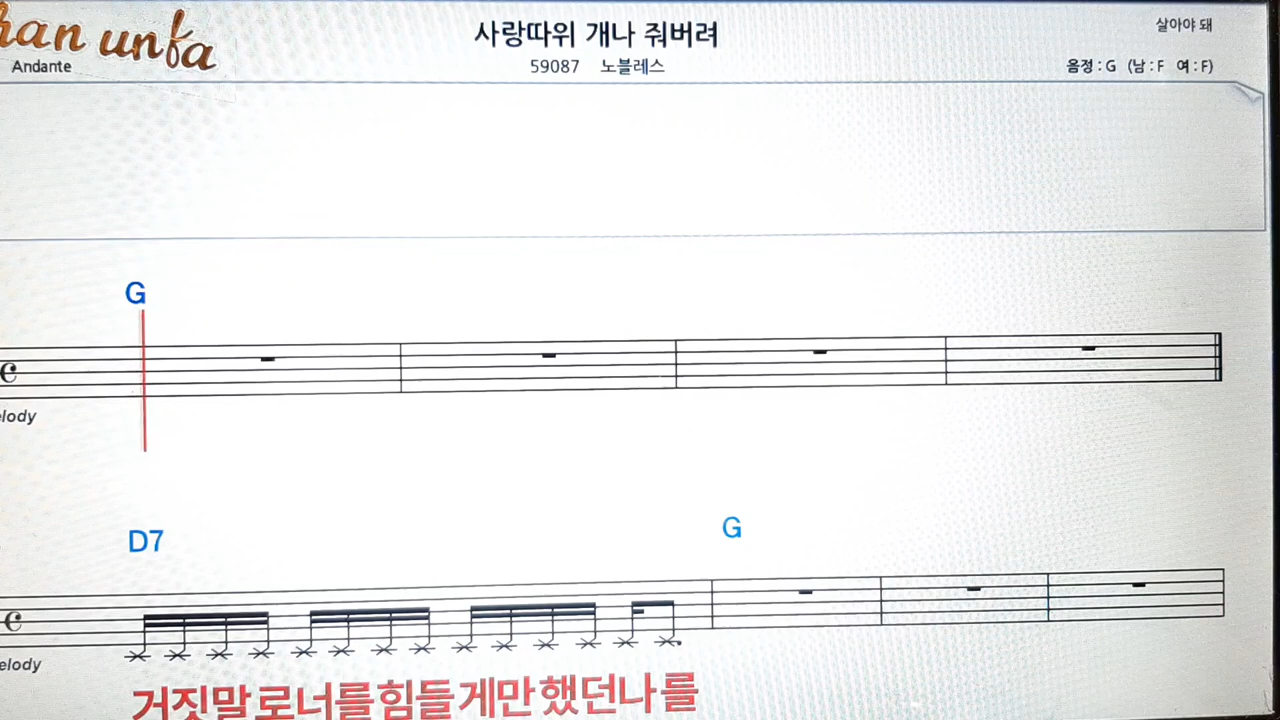 han unfa
사랑따위 개나 줘버려
살아야 돼
Andante
59087 노블레스
음정 : G (남 : F 여 : F)
G
elody
D7 G
elody
거짓말로너를힘들게만했던나를